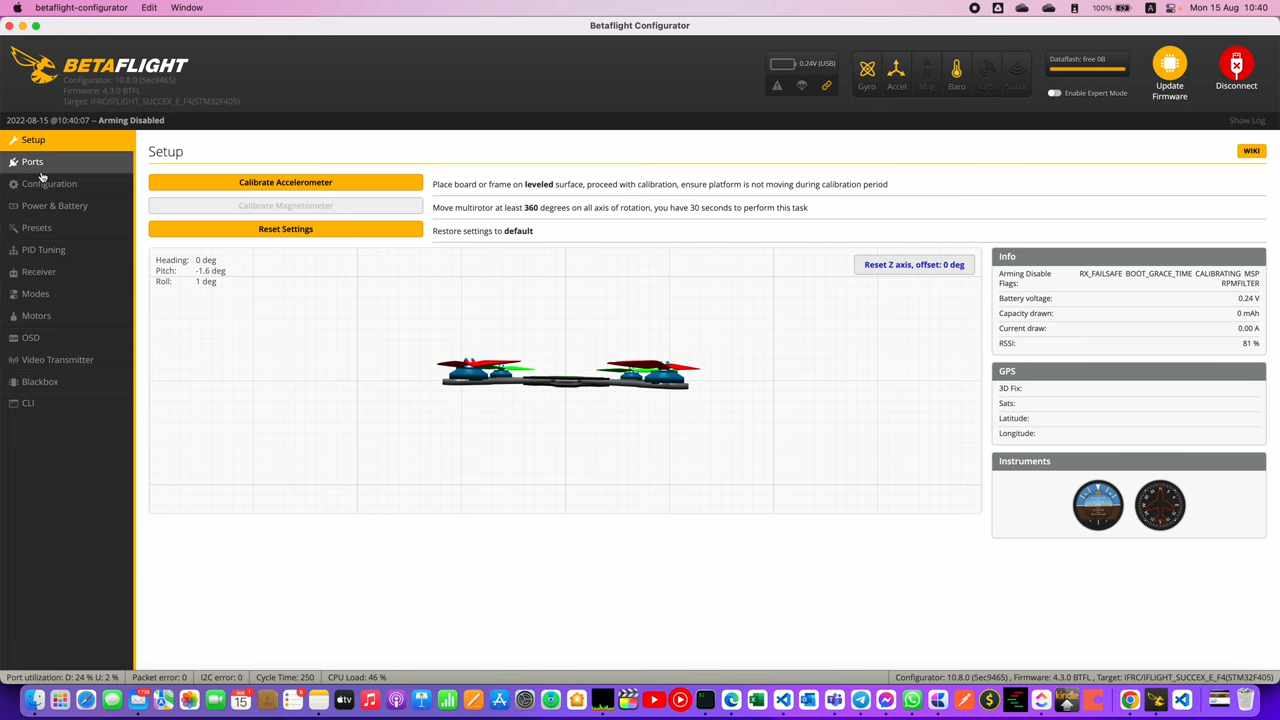 betaflight-configurator Edit Window 100% A Mon 15 Aug 10:40
Betaflight Configurator
BETAFLIGHT
Configurator: 10.8.0 (5ec9465)
Firmware: 4.3.0 BTFL
Target: IFRC/IFLIGHT_SUCCEX_E_F4(STM32F405)
0.24V (USB)
Gyro Accel Mag Baro GPS Sonar
Dataflash: free 0B
Enable Expert Mode
Update
Firmware
Disconnect
2022-08-15 @10:40:07 -- Arming Disabled
Show Log
Setup
Ports
Configuration
Power & Battery
Presets
PID Tuning
Receiver
Modes
Motors
OSD
Video Transmitter
Blackbox
CLI
Setup
WIKI
Calibrate Accelerometer
Place board or frame on leveled surface, proceed with calibration, ensure platform is not moving during calibration period
Calibrate Magnetometer
Move multirotor at least 360 degrees on all axis of rotation, you have 30 seconds to perform this task
Reset Settings
Restore settings to default
Heading: 0 deg
Pitch: -1.6 deg
Roll: 1 deg
Reset Z axis, offset: 0 deg
Info
Arming Disable RX_FAILSAFE BOOT_GRACE_TIME CALIBRATING MSP
Flags: RPMFILTER
Battery voltage: 0.24 V
Capacity drawn: 0 mAh
Current draw: 0.00 A
RSSI: 81 %
GPS
3D Fix:
Sats:
Latitude:
Longitude:
Instruments
Port utilization: D: 24 % U: 2 % Packet error: 0 I2C error: 0 Cycle Time: 250 CPU Load: 46 %
Configurator: 10.8.0 (5ec9465), Firmware: 4.3.0 BTFL , Target: IFRC/IFLIGHT_SUCCEX_E_F4(STM32F405)